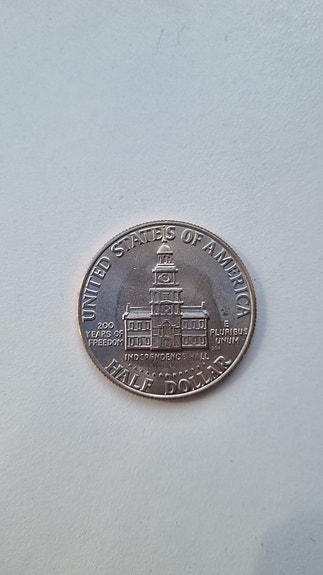 UNITED STATES OF AMERICA
200
YEARS OF
FREEDOM
E
PLURIBUS
UNUM
INDEPENDENCE HALL
HALF DOLLAR